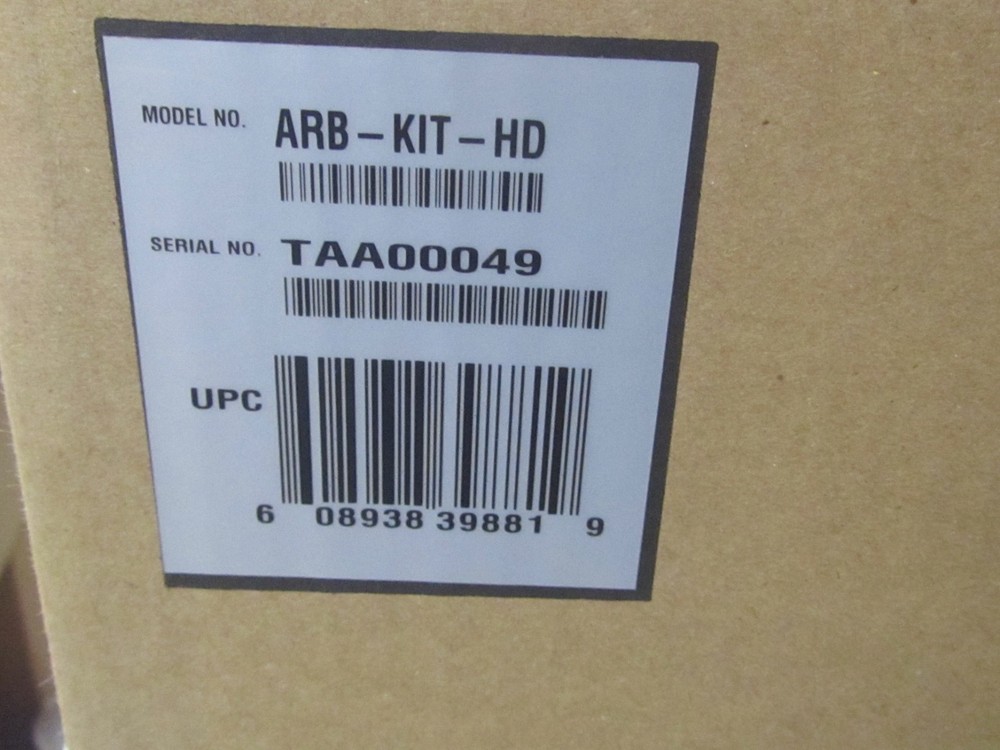 MODEL NO. ARB-KIT-HD
SERIAL NO. TAA00049
UPC
6 08938 39881 9